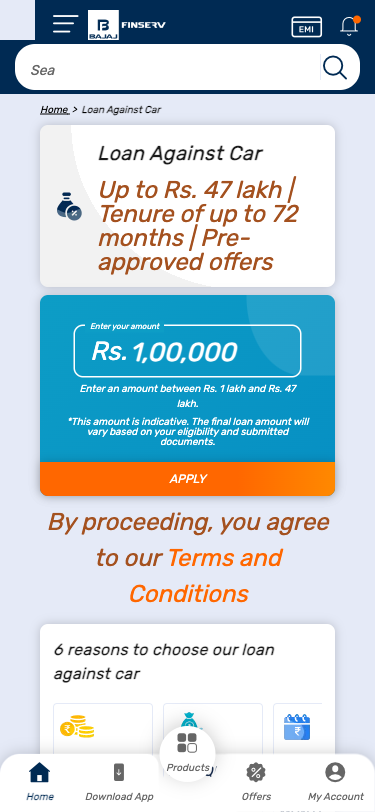 BAJAJ FINSERV
EMI
Sea
Home > Loan Against Car
Loan Against Car
Up to Rs. 47 lakh |
Tenure of up to 72
months | Pre-
approved offers
Enter your amount
Rs. 1,00,000
Enter an amount between Rs. 1 lakh and Rs. 47
lakh.
*This amount is indicative. The final loan amount will
vary based on your eligibility and submitted
documents.
APPLY
By proceeding, you agree
to our Terms and
Conditions
6 reasons to choose our loan
against car
Products
Home
Download App
Offers
My Account